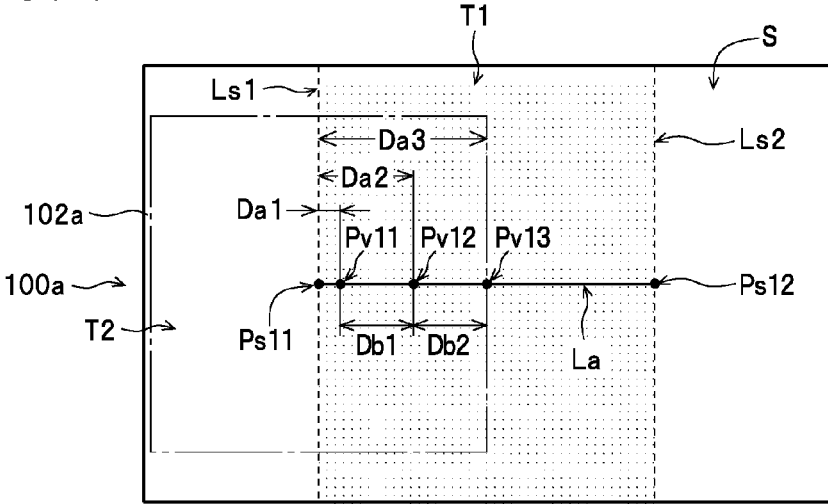 T1
S
Ls1
Da3
Ls2
Da2
102a
Da1
Pv11 Pv12 Pv13
100a
Ps12
T2
Ps11
Db1 Db2
La